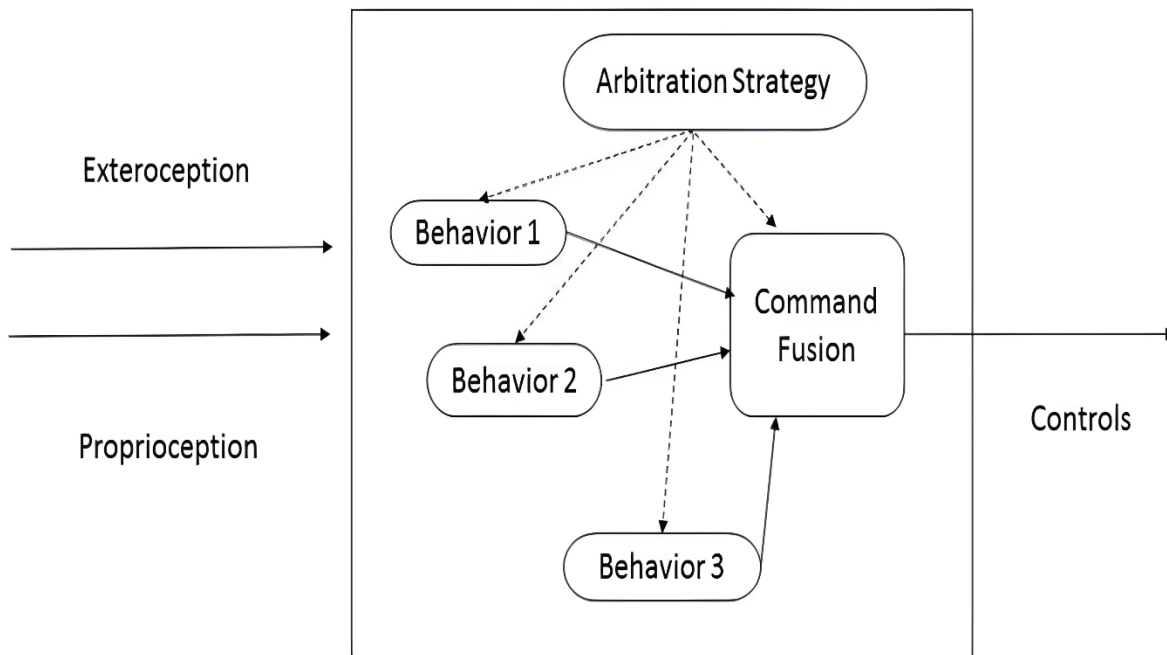 Arbitration Strategy
Exteroception
Behavior 1
Command
Fusion
Behavior 2
Proprioception
Controls
Behavior 3